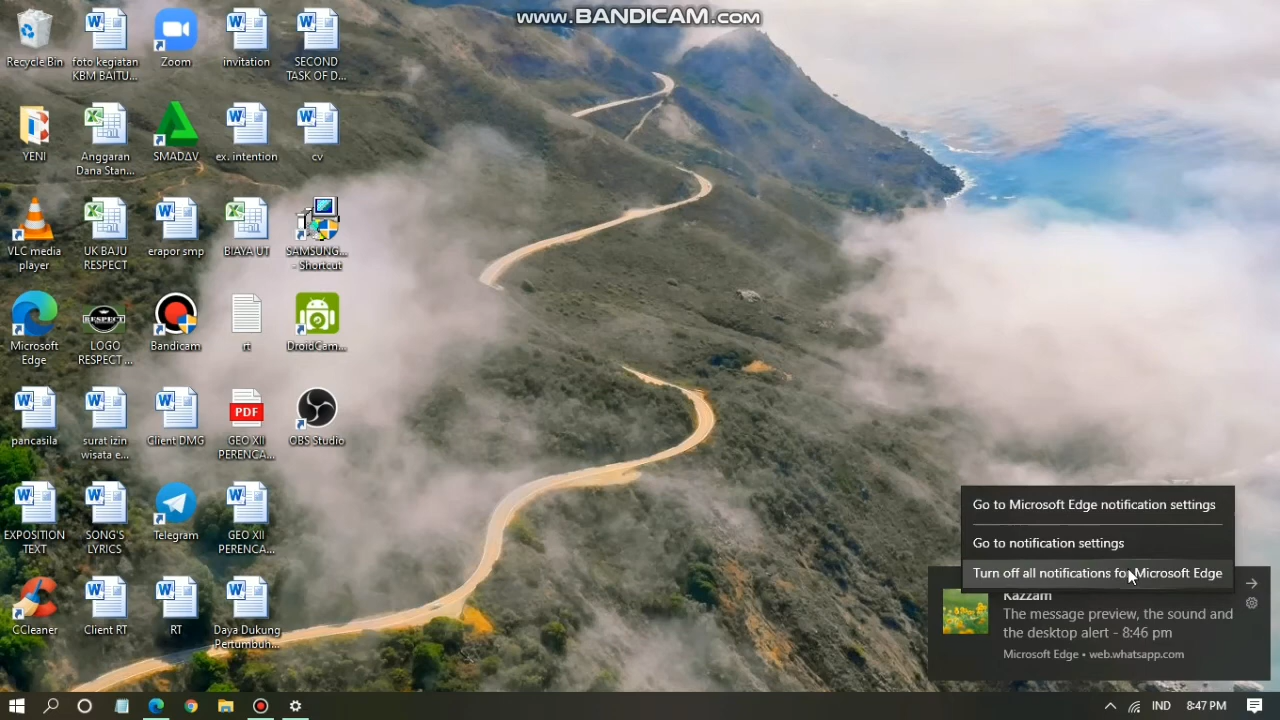 www.BANDICAM.com
Recycle Bin
foto kegiatan
KBM BAITU...
Zoom
invitation
SECOND
TASK OF D...
YENI
Anggaran
Dana Stan...
SMADΔV
ex. intention
cv
VLC media
player
UK BAJU
RESPECT
erapor smp
BIAYA UT
SAMSUNG...
- Shortcut
Microsoft
Edge
RESPECT
LOGO
RESPECT ...
Bandicam
rt
DroidCam...
pancasila
surat izin
wisata e...
Client DMG
PDF
GEO XII
PERENCA...
OBS Studio
EXPOSITION
TEXT
SONG'S
LYRICS
Telegram
GEO XII
PERENCA...
CCleaner
Client RT
RT
Daya Dukung
Pertumbuh...
Go to Microsoft Edge notification settings
Go to notification settings
Turn off all notifications for Microsoft Edge
Kazzam
The message preview, the sound and
the desktop alert - 8:46 pm
Microsoft Edge • web.whatsapp.com
IND 8:47 PM